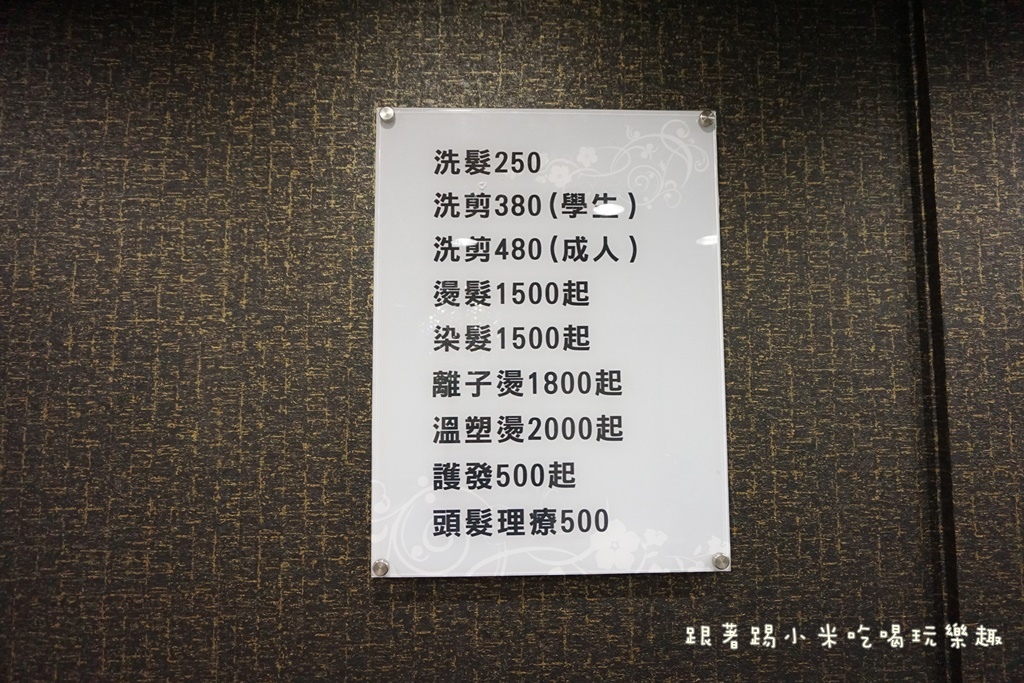 洗髮250
洗剪380(學生)
洗剪480(成人)
燙髮1500起
染髮1500起
離子燙1800起
溫塑燙2000起
護發500起
頭髮理療500
跟著踢小米吃喝玩樂趣